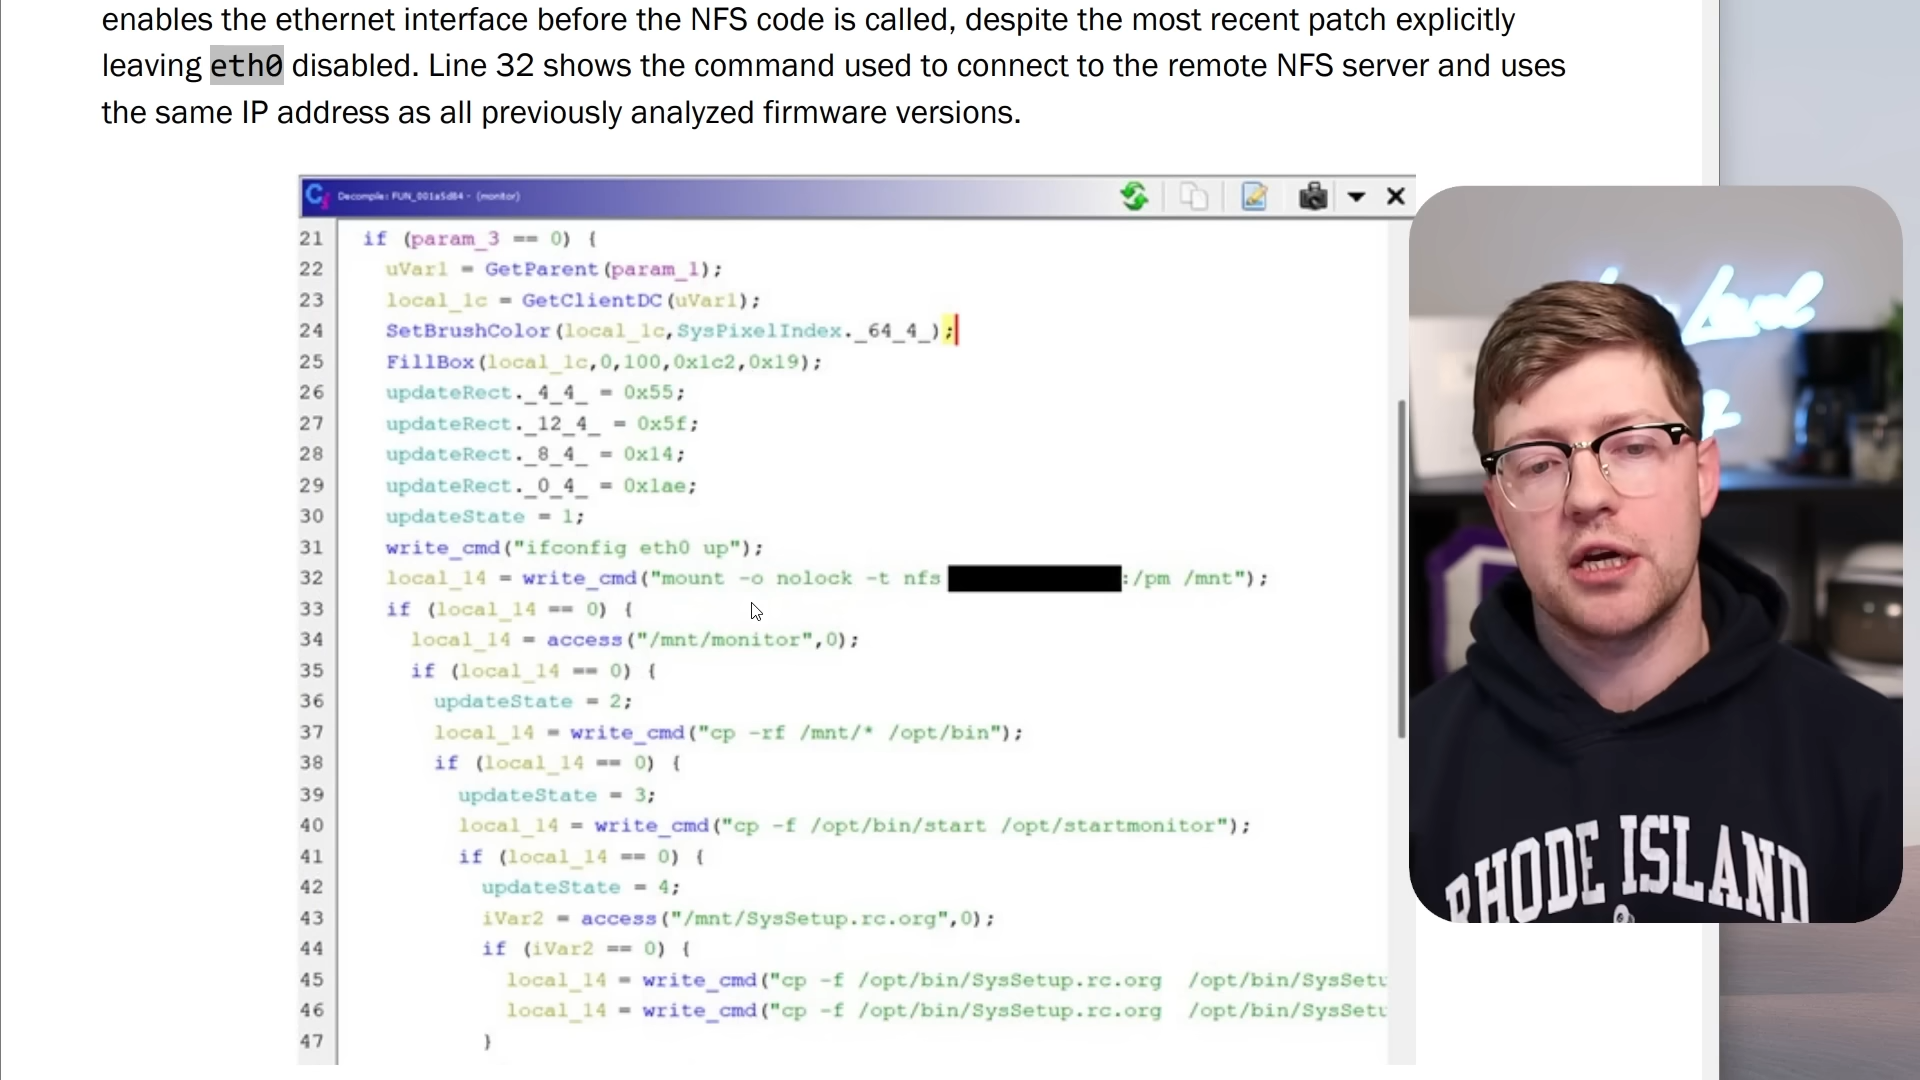 enables the ethernet interface before the NFS code is called, despite the most recent patch explicitly
leaving eth0 disabled. Line 32 shows the command used to connect to the remote NFS server and uses
the same IP address as all previously analyzed firmware versions.
Decompile: FUN_001a5d84 - (monitor)
21 if (param_3 == 0) {
22 uVar1 = GetParent(param_1);
23 local_1c = GetClientDC(uVar1);
24 SetBrushColor(local_1c,SysPixelIndex._64_4_);
25 FillBox(local_1c,0,100,0x1c2,0x19);
26 updateRect._4_4_ = 0x55;
27 updateRect._12_4_ = 0x5f;
28 updateRect._8_4_ = 0x14;
29 updateRect._0_4_ = 0x1ae;
30 updateState = 1;
31 write_cmd("ifconfig eth0 up");
32 local_14 = write_cmd("mount -o nolock -t nfs :/pm /mnt");
33 if (local_14 == 0) {
34 local_14 = access("/mnt/monitor",0);
35 if (local_14 == 0) {
36 updateState = 2;
37 local_14 = write_cmd("cp -rf /mnt/* /opt/bin");
38 if (local_14 == 0) {
39 updateState = 3;
40 local_14 = write_cmd("cp -f /opt/bin/start /opt/startmonitor");
41 if (local_14 == 0) {
42 updateState = 4;
43 iVar2 = access("/mnt/SysSetup.rc.org",0);
44 if (iVar2 == 0) {
45 local_14 = write_cmd("cp -f /opt/bin/SysSetup.rc.org /opt/bin/SysSetu
46 local_14 = write_cmd("cp -f /opt/bin/SysSetup.rc.org /opt/bin/SysSetu
47 }
Level
RHODE ISLAND